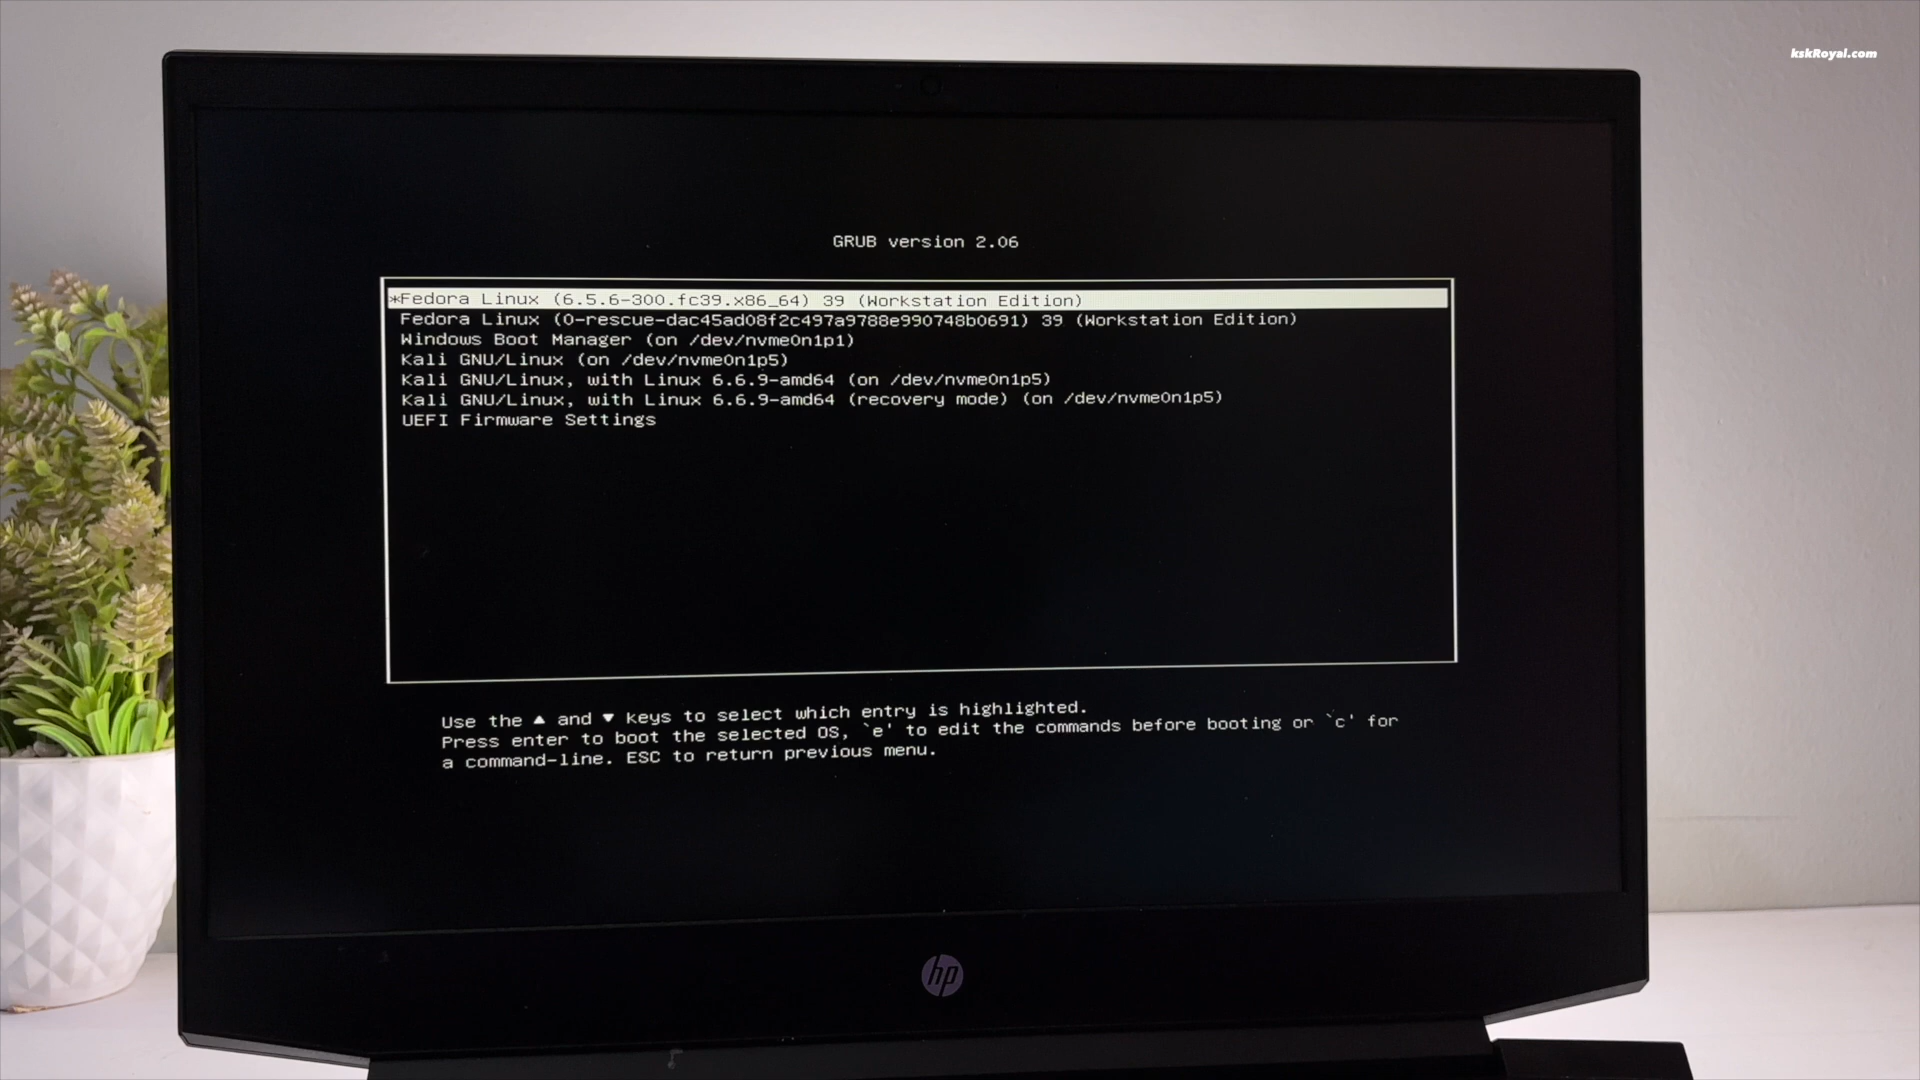 kskRoyal.com
GRUB version 2.06
*Fedora Linux (6.5.6-300.fc39.x86_64) 39 (Workstation Edition)
Fedora Linux (0-rescue-dac45ad08f2c497a9788e990748b0691) 39 (Workstation Edition)
Windows Boot Manager (on /dev/nvme0n1p1)
Kali GNU/Linux (on /dev/nvme0n1p5)
Kali GNU/Linux, with Linux 6.6.9-amd64 (on /dev/nvme0n1p5)
Kali GNU/Linux, with Linux 6.6.9-amd64 (recovery mode) (on /dev/nvme0n1p5)
UEFI Firmware Settings
Use the ▲ and ▼ keys to select which entry is highlighted.
Press enter to boot the selected OS, `e' to edit the commands before booting or `c' for
a command-line. ESC to return previous menu.
hp